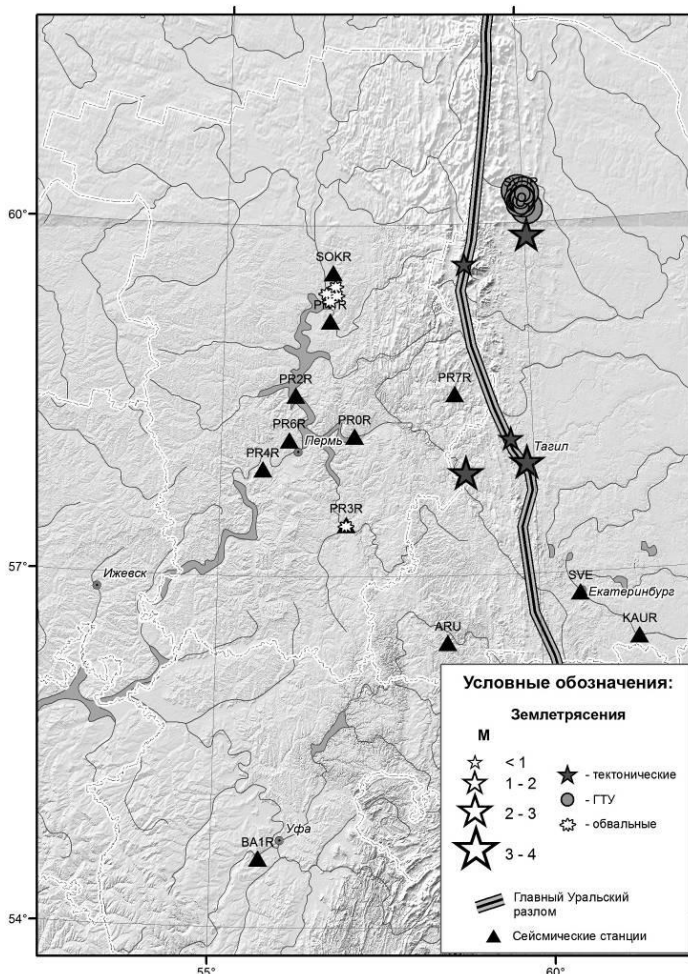 60°
SOKR
PR2R
PR7R
PR6R
PR0R
Пермь
PR4R
Тагил
PR3R
57°
SVE
Ижевск
Екатеринбург
KAUR
ARU
Условные обозначения:
Землетрясения
М
< 1
1 - 2
- тектонические
2 - 3
- ГТУ
- обвальные
3 - 4
Уфа
BA1R
Главный Уральский
разлом
54°
Сейсмические станции
55°
60°